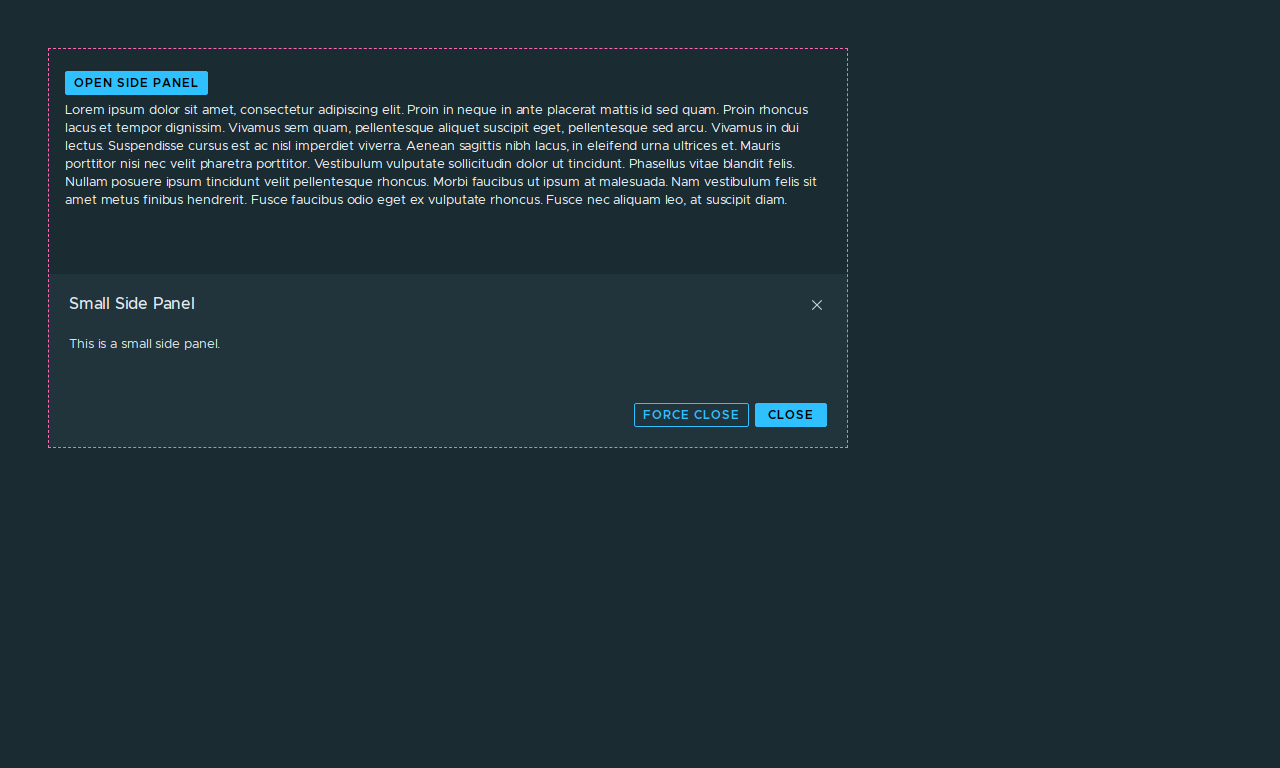 OPEN SIDE PANEL
Lorem ipsum dolor sit amet, consectetur adipiscing elit. Proin in neque in ante placerat mattis id sed quam. Proin rhoncus
lacus et tempor dignissim. Vivamus sem quam, pellentesque aliquet suscipit eget, pellentesque sed arcu. Vivamus in dui
lectus. Suspendisse cursus est ac nisl imperdiet viverra. Aenean sagittis nibh lacus, in eleifend urna ultrices et. Mauris
porttitor nisi nec velit pharetra porttitor. Vestibulum vulputate sollicitudin dolor ut tincidunt. Phasellus vitae blandit felis.
Nullam posuere ipsum tincidunt velit pellentesque rhoncus. Morbi faucibus ut ipsum at malesuada. Nam vestibulum felis sit
amet metus finibus hendrerit. Fusce faucibus odio eget ex vulputate rhoncus. Fusce nec aliquam leo, at suscipit diam.
Small Side Panel
This is a small side panel.
FORCE CLOSE CLOSE